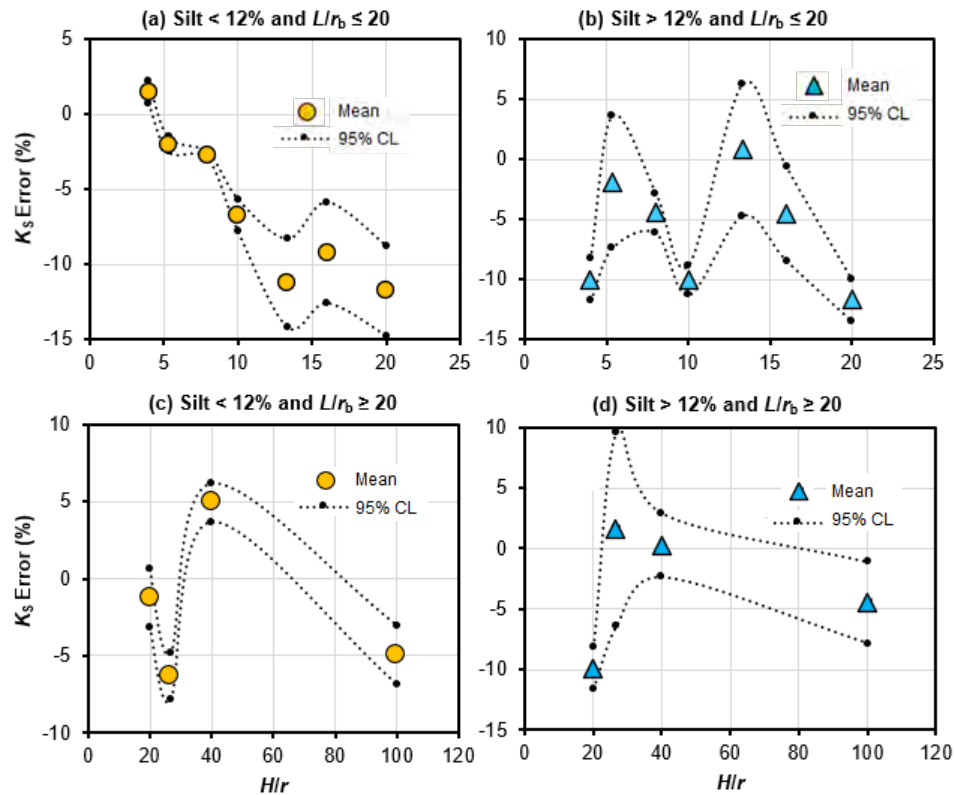 (a) Silt < 12% and L/rb ≤ 20
5
0
-5
-10
-15
0 5 10 15 20 25
KS Error (%)
Mean
95% CL
(b) Silt > 12% and L/rb ≤ 20
10
5
0
-5
-10
-15
0 5 10 15 20 25
Mean
95% CL
(c) Silt < 12% and L/rb ≥ 20
10
5
0
-5
-10
0 20 40 60 80 100 120
KS Error (%)
H/r
Mean
95% CL
(d) Silt > 12% and L/rb ≥ 20
10
5
0
-5
-10
-15
0 20 40 60 80 100 120
H/r
Mean
95% CL